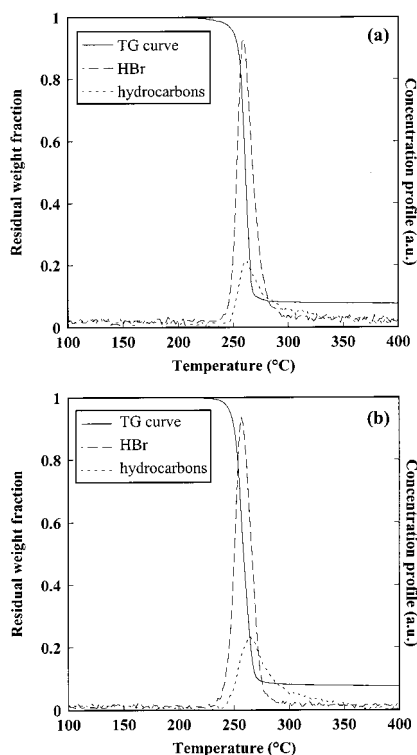 (a)
TG curve
HBr
hydrocarbons
Residual weight fraction
Concentration profile (a.u.)
1
0.8
0.6
0.4
0.2
0
100 150 200 250 300 350 400
Temperature (°C)
(b)
TG curve
HBr
hydrocarbons
Residual weight fraction
Concentration profile (a.u.)
1
0.8
0.6
0.4
0.2
0
100 150 200 250 300 350 400
Temperature (°C)